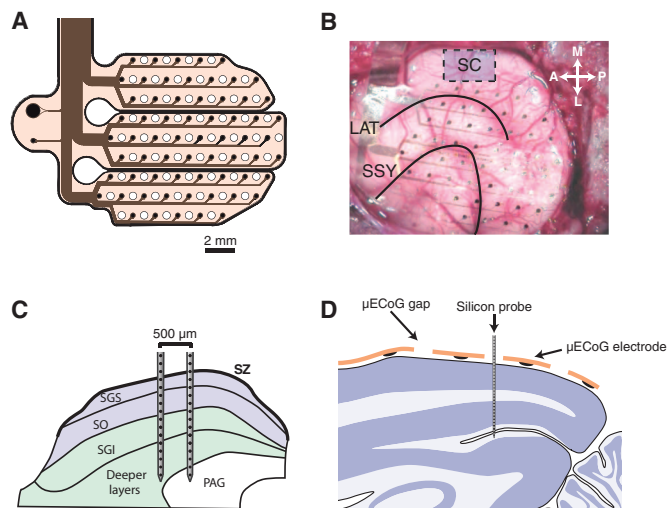 A
2 mm
B
SC
M
A P
L
LAT
SSY
C
500 µm
SZ
SGS
SO
SGI
Deeper
layers
PAG
D
µECoG gap
Silicon probe
µECoG electrode